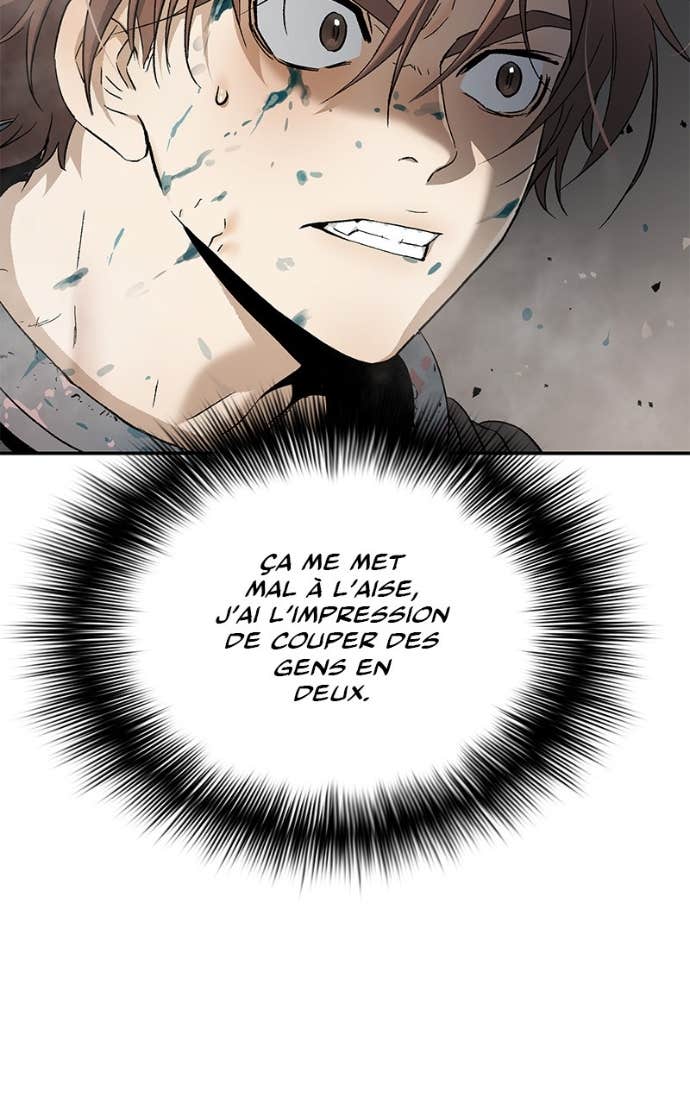 ÇA ME MET
MAL À L'AISE,
J'AI L'IMPRESSION
DE COUPER DES
GENS EN
DEUX.